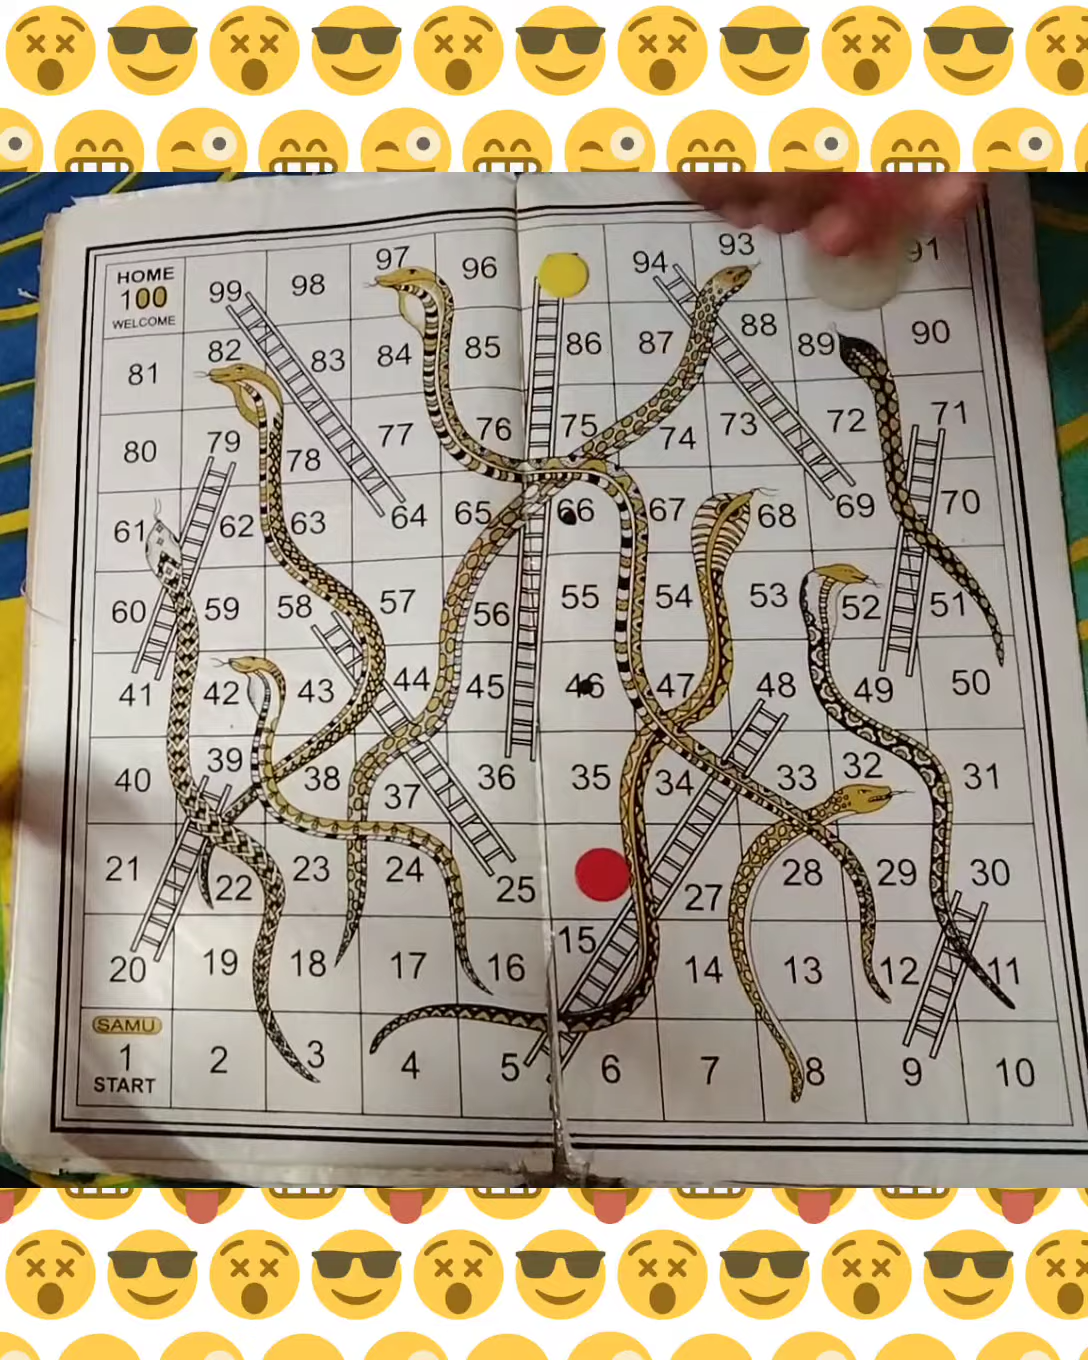 HOME
100
WELCOME
99 98 97 96 94 93 91
81 82 83 84 85 86 87 88 89 90
80 79 78 77 76 75 74 73 72 71
61 62 63 64 65 66 67 68 69 70
60 59 58 57 56 55 54 53 52 51
41 42 43 44 45 46 47 48 49 50
40 39 38 37 36 35 34 33 32 31
21 22 23 24 25 27 28 29 30
20 19 18 17 16 15 14 13 12 11
SAMU
1 2 3 4 5 6 7 8 9 10
START